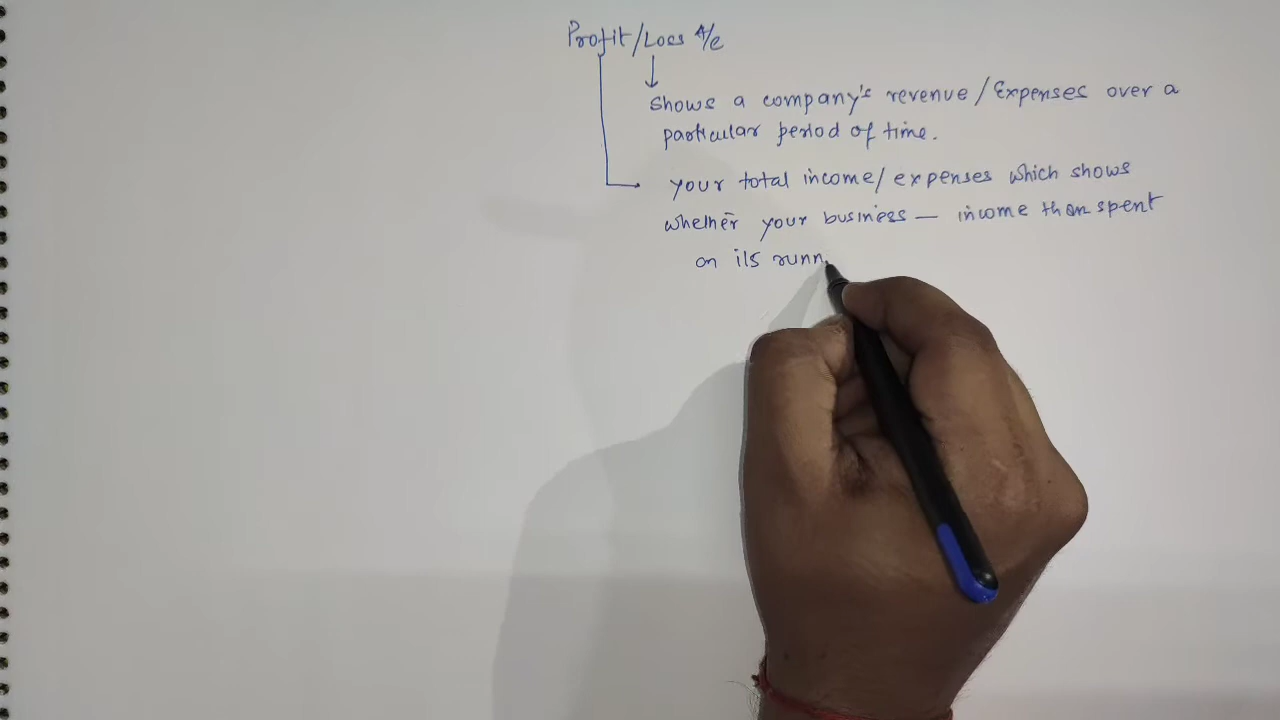 Profit/Loss A/c
Shows a company's revenue/Expenses over a
particular period of time.
your total income/expenses which shows
whether your business — income than spent
on its runn